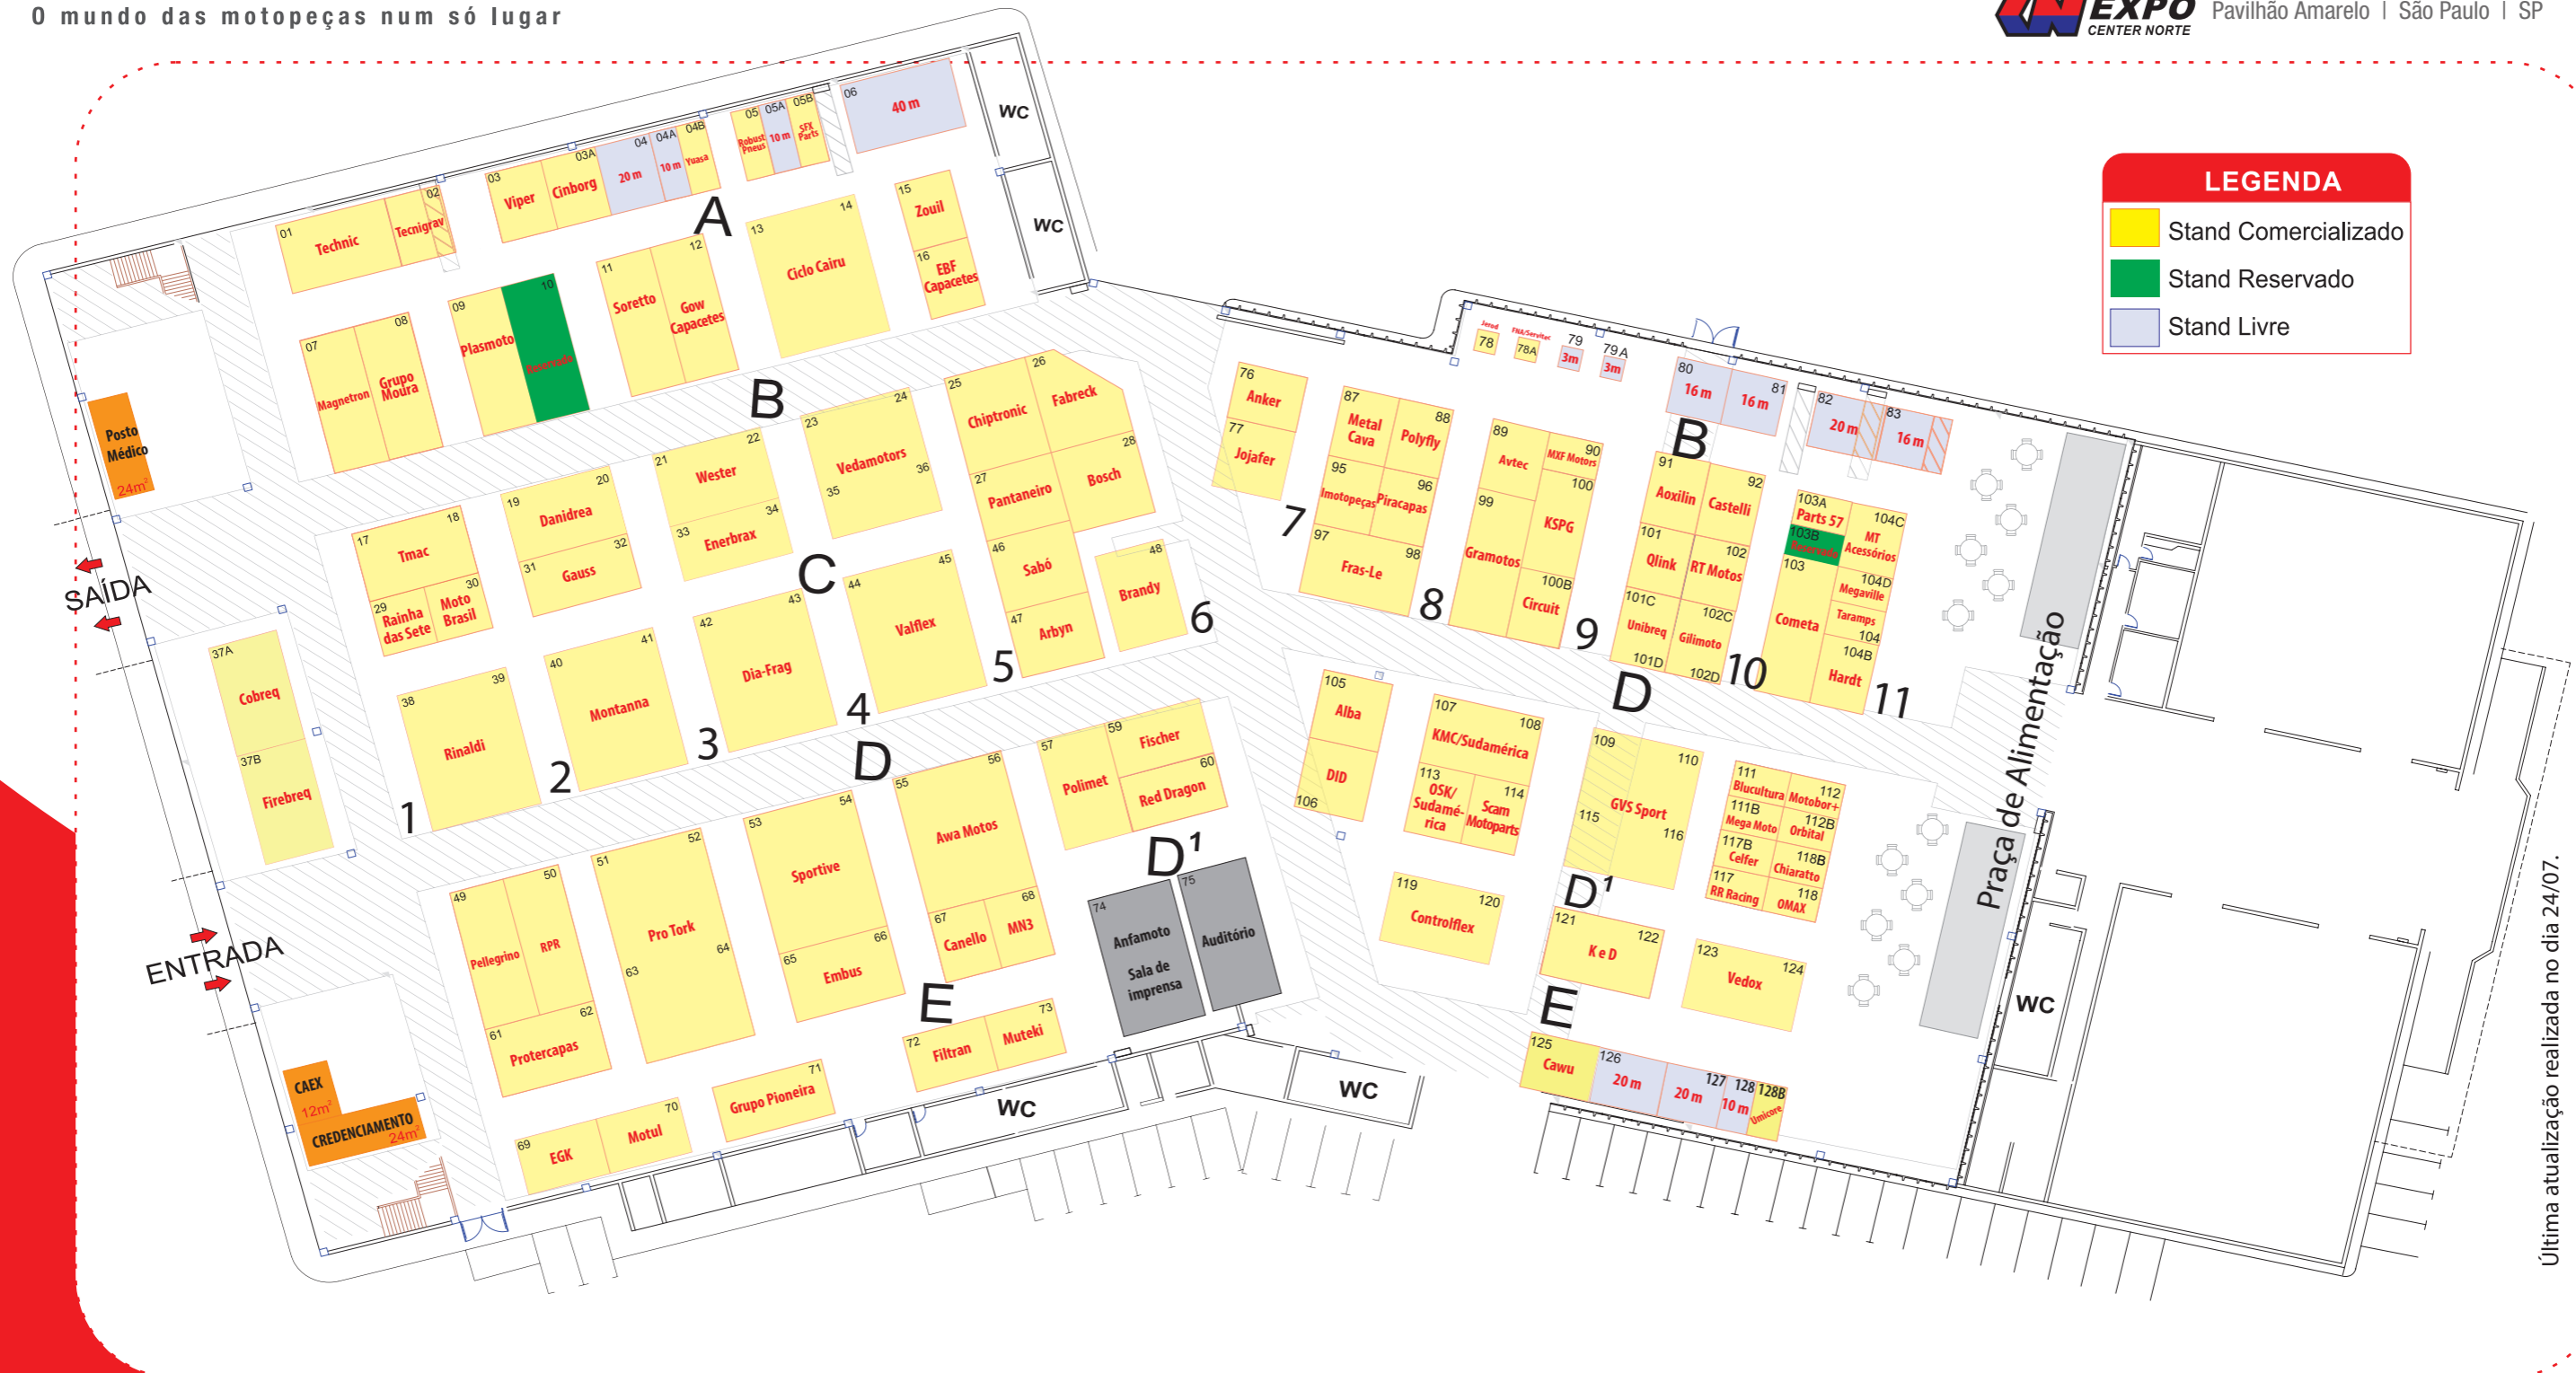 O mundo das motopeças num só lugar
EXPO
CENTER NORTE
Pavilhão Amarelo | São Paulo | SP
LEGENDA
Stand Comercializado
Stand Reservado
Stand Livre
01
Technic
02
Tecnigrav
03
Viper
03A
Cinborg
04
20 m
04A
10 m
04B
Yuasa
05
Robust
Pneus
05A
10 m
05B
SFX
Parts
06
40 m
WC
WC
A
07
Magnetron
08
Grupo
Moura
09
Plasmoto
10
Reservado
11
Soretto
12
Gow
Capacetes
13
14
Ciclo Cairu
15
Zouil
16
EBF
Capacetes
B
Posto
Médico
24m²
17
18
Tmac
29
Rainha
das Sete
30
Moto
Brasil
19
20
Danidrea
31
32
Gauss
21
22
Wester
33
34
Enerbrax
23
24
Vedamotors
35
36
25
Chiptronic
26
Fabreck
27
Pantaneiro
28
Bosch
C
SAÍDA
37A
Cobreq
37B
Firebreq
38
39
Rinaldi
40
41
Montanna
42
43
Dia-Frag
44
45
Valflex
46
Sabó
47
Arbyn
48
Brandy
1
2
3
4
5
6
D
ENTRADA
49
Pellegrino
50
RPR
61
62
Protercapas
51
52
Pro Tork
63
64
53
54
Sportive
65
66
Embus
55
56
Awa Motos
67
Canello
68
MN3
57
Polimet
59
Fischer
60
Red Dragon
D¹
74
Anfamoto
Sala de
imprensa
75
Auditório
E
CAEX
12m²
CREDENCIAMENTO
24m²
69
EGK
70
Motul
71
Grupo Pioneira
72
Filtran
73
Muteki
WC
WC
76
Anker
77
Jojafer
7
Jerod
78
FNA/Servitec
78A
79
3m
79A
3m
80
16 m
81
16 m
82
20 m
83
16 m
B
87
Metal
Cava
88
Polyfly
95
Imotopeças
96
Piracapas
97
98
Fras-Le
8
89
Avtec
90
MXF Motors
99
Gramotos
100
KSPG
100B
Circuit
9
91
Aoxilin
92
Castelli
101
Qlink
102
RT Motos
101C
Unibreq
101D
102C
Gilimoto
102D
10
103A
Parts 57
103B
Reservado
103
Cometa
104C
MT
Acessórios
104D
Megaville
Taramps
104
104B
Hardt
11
D
105
Alba
DID
106
107
108
KMC/Sudamérica
113
OSK/
Sudamé-
rica
114
Scam
Motoparts
109
110
GVS Sport
115
116
111
Blucultura
112
Motobor+
111B
Mega Moto
112B
Orbital
117B
Celfer
118B
Chiaratto
117
RR Racing
118
OMAX
119
120
Controlflex
D¹
121
122
K e D
123
124
Vedox
E
125
Cawu
126
20 m
127
20 m
128
10 m
128B
Umicore
Praça de Alimentação
WC
Última atualização realizada no dia 24/07.